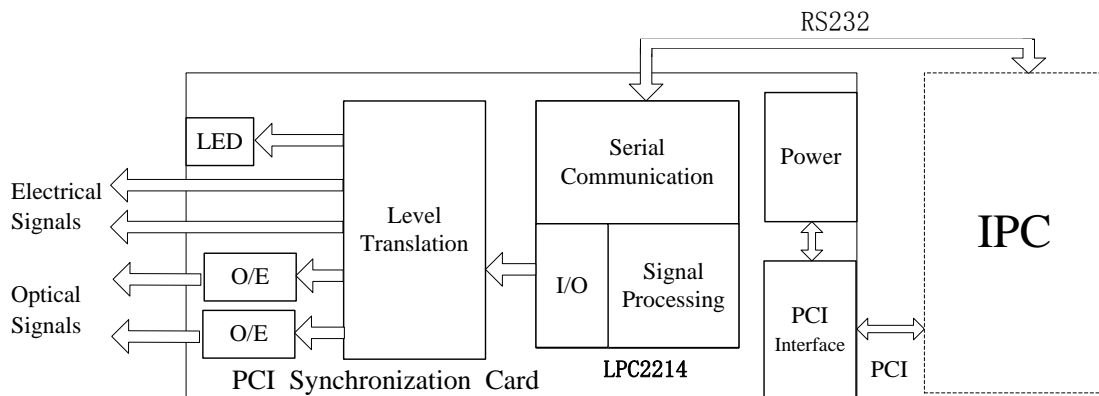 RS232
LED
Electrical
Signals
Level
Translation
Serial
Communication
Power
IPC
O/E
I/O
Signal
Processing
Optical
Signals
O/E
PCI
Interface
LPC2214
PCI
PCI Synchronization Card